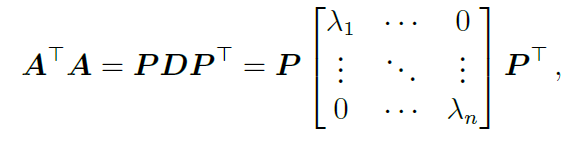 A⊤A = PDP⊤ = P [λ₁ ⋯ 0; ⋮ ⋱ ⋮; 0 ⋯ λₙ] P⊤ ,